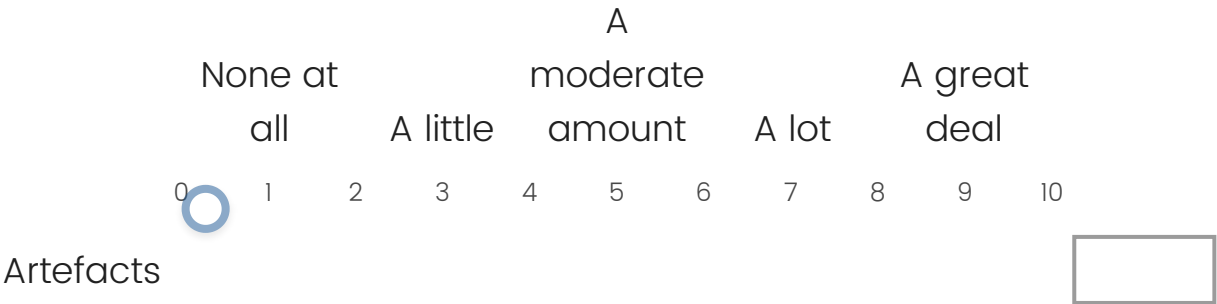 A
None at moderate A great
all A little amount A lot deal
0 1 2 3 4 5 6 7 8 9 10
Artefacts